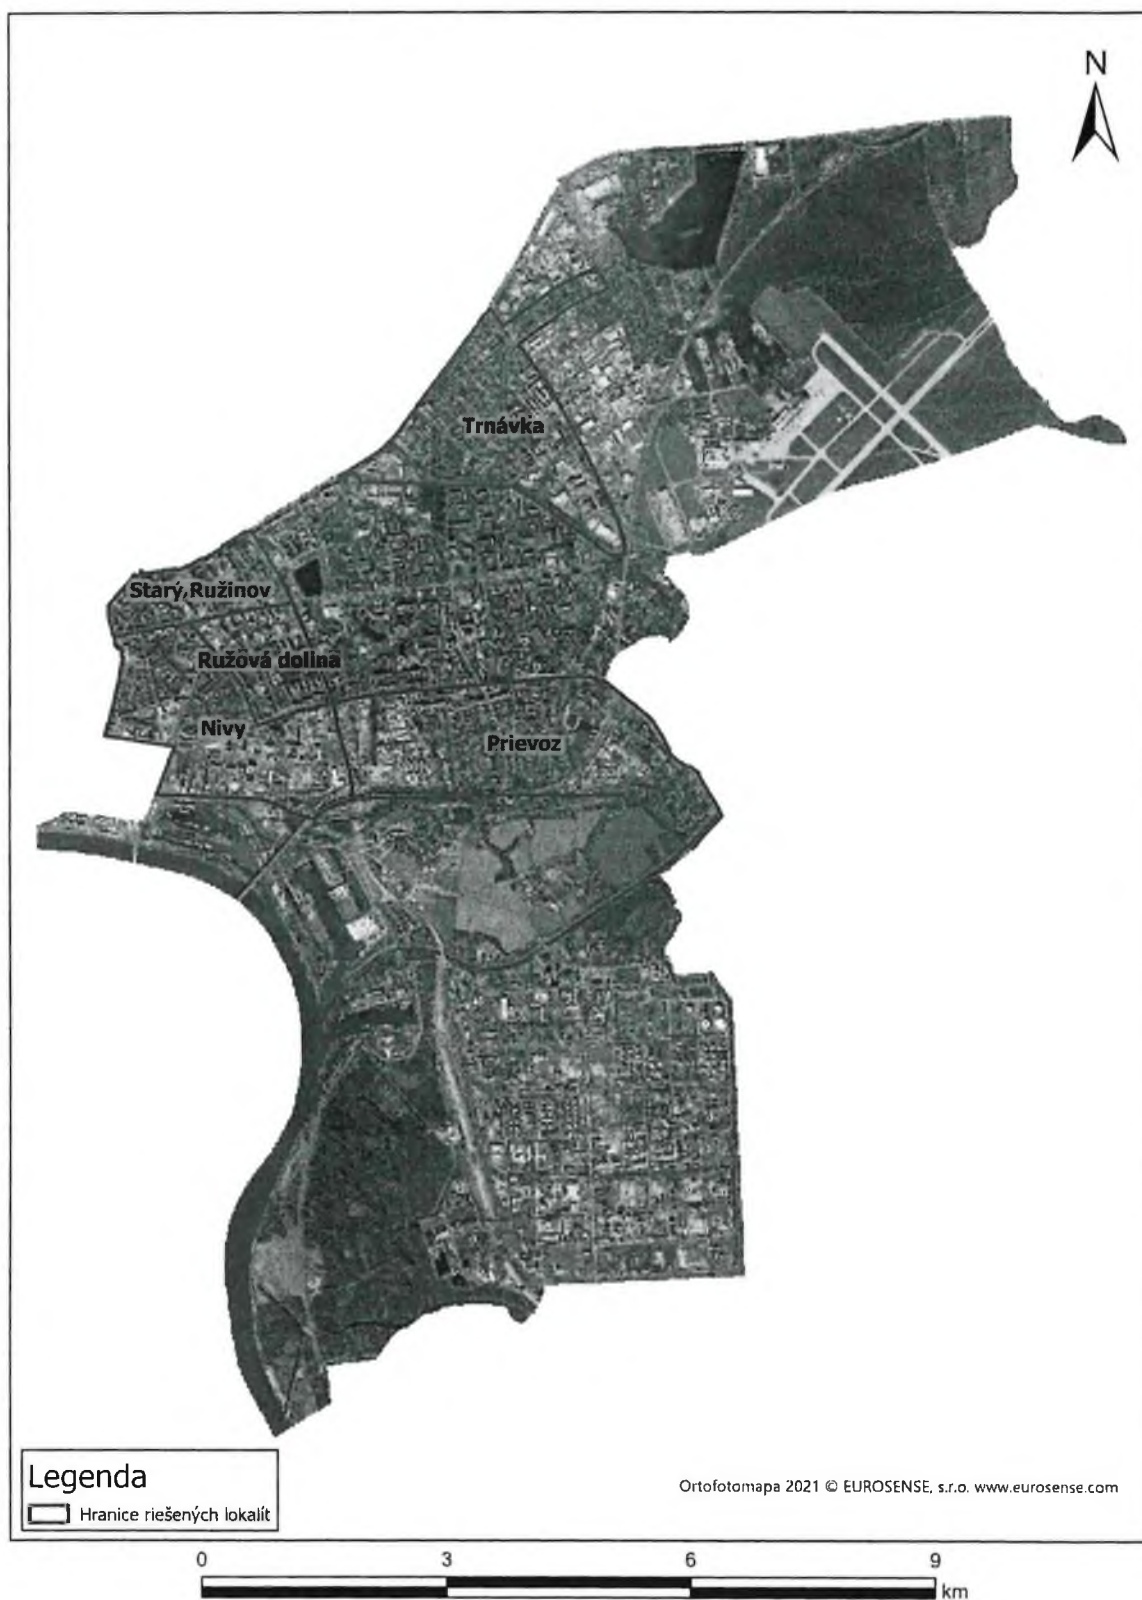 N
Trnávka
Starý Ružinov
Ružová dolina
Nivy
Prievoz
Legenda
Hranice riešených lokalít
Ortofotomapa 2021 © EUROSENSE, s.r.o. www.eurosense.com
0 3 6 9
km